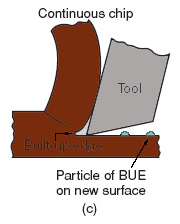 Continuous chip
Tool
Built-up edge
Particle of BUE
on new surface
(c)